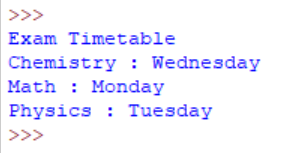 >>>
Exam Timetable
Chemistry : Wednesday
Math : Monday
Physics : Tuesday
>>>